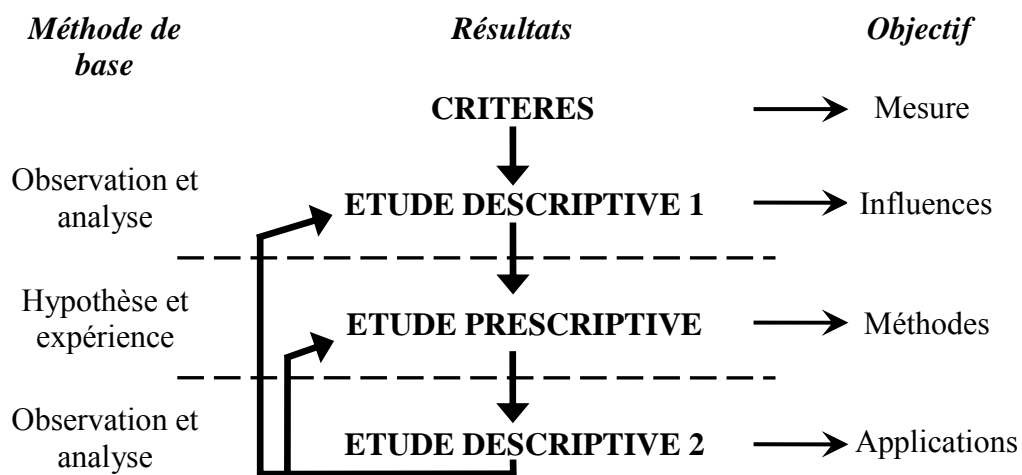 Méthode de
base
Résultats
Objectif
CRITERES
Mesure
Observation et
analyse
ETUDE DESCRIPTIVE 1
Influences
Hypothèse et
expérience
ETUDE PRESCRIPTIVE
Méthodes
Observation et
analyse
ETUDE DESCRIPTIVE 2
Applications